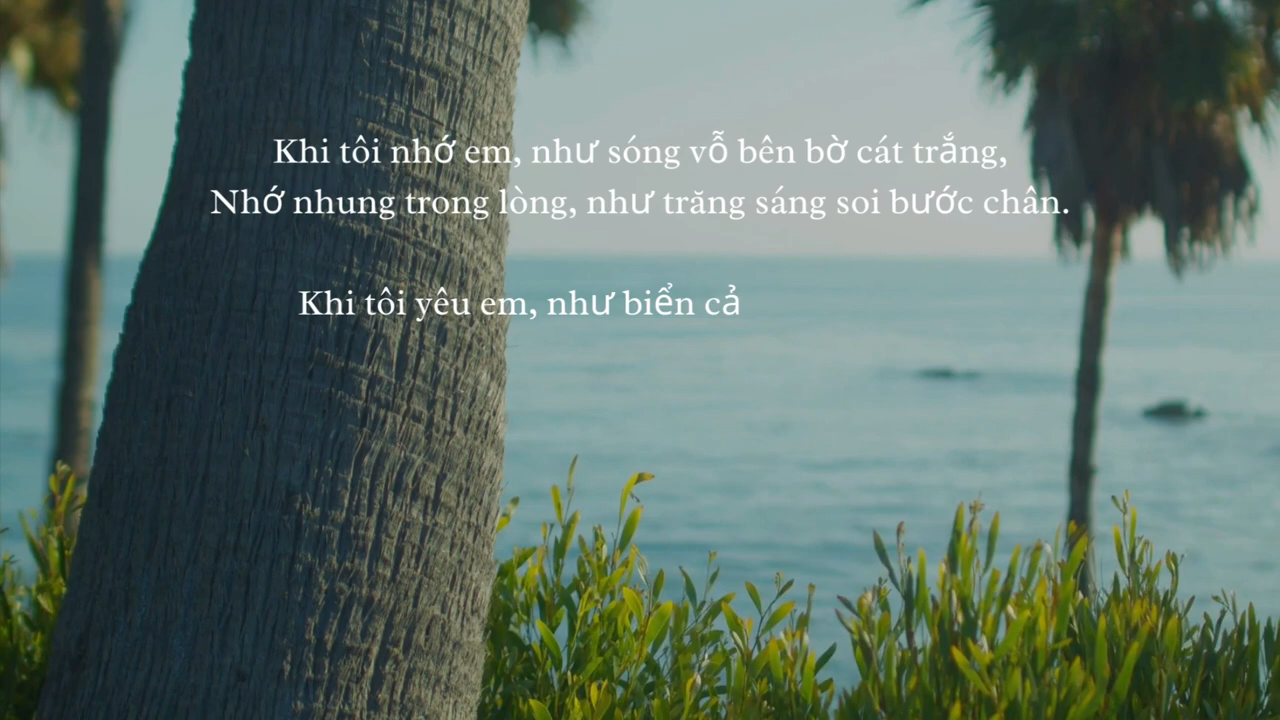 Khi tôi nhớ em, như sóng vỗ bên bờ cát trắng,
Nhớ nhung trong lòng, như trăng sáng soi bước chân.
Khi tôi yêu em, như biển cả